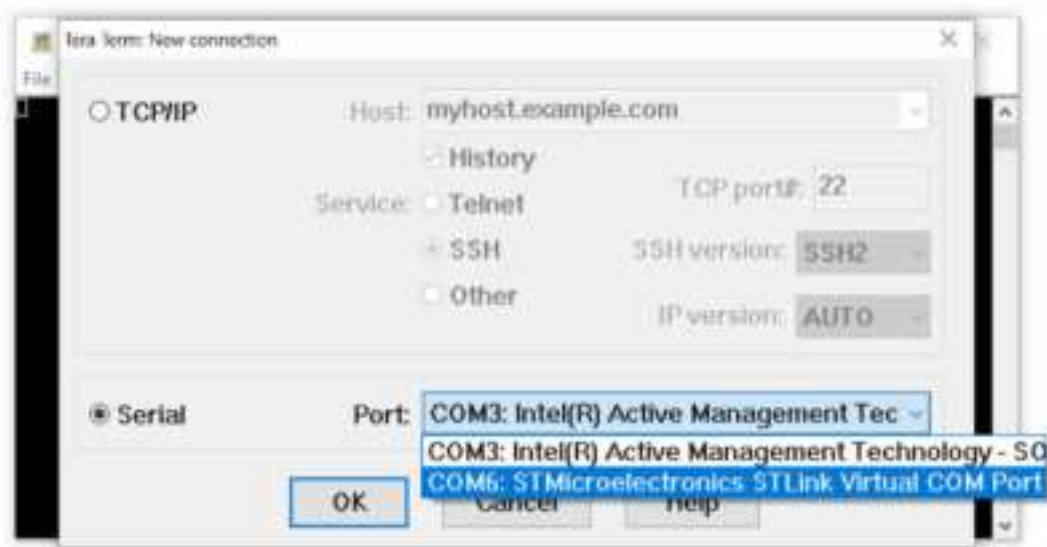 Tera Term: New connection
File
TCP/IP
Host: myhost.example.com
History
Service: Telnet
TCP port#: 22
SSH
SSH version: SSH2
Other
IP version: AUTO
Serial
Port: COM3: Intel(R) Active Management Tec
COM3: Intel(R) Active Management Technology - SO
COM6: STMicroelectronics STLink Virtual COM Port
OK
Cancel
Help